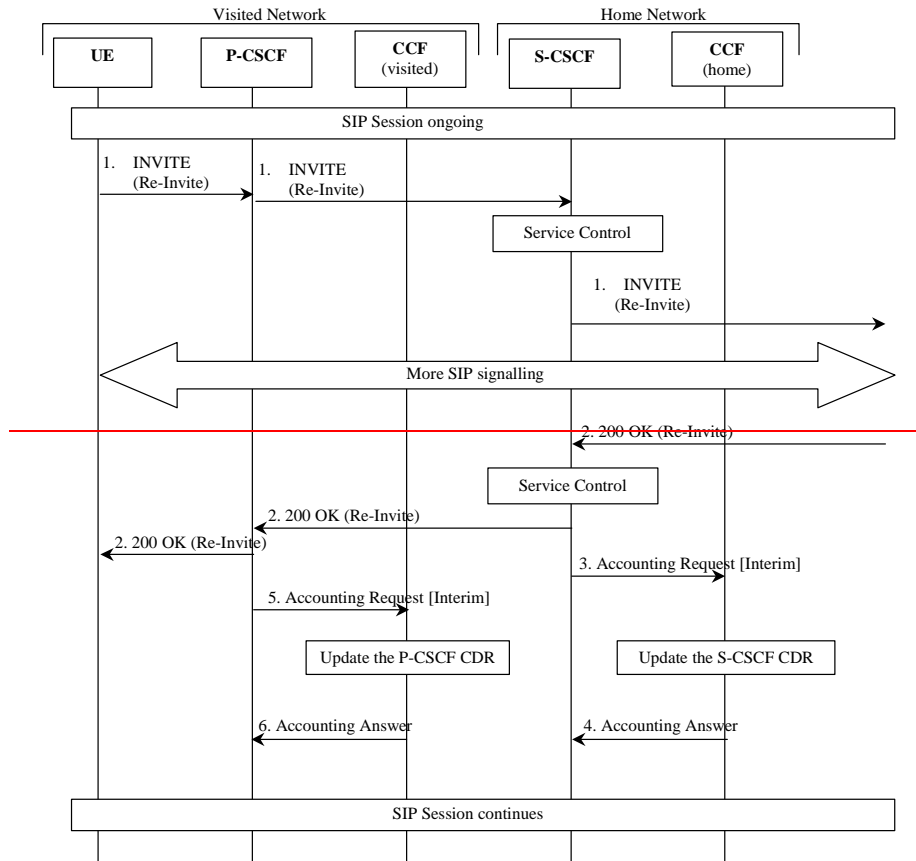 Visited Network
Home Network
UE
P-CSCF
CCF
(visited)
S-CSCF
CCF
(home)
SIP Session ongoing
1. INVITE
(Re-Invite)
1. INVITE
(Re-Invite)
Service Control
1. INVITE
(Re-Invite)
More SIP signalling
2. 200 OK (Re-Invite)
Service Control
2. 200 OK (Re-Invite)
2. 200 OK (Re-Invite)
3. Accounting Request [Interim]
5. Accounting Request [Interim]
Update the P-CSCF CDR
Update the S-CSCF CDR
6. Accounting Answer
4. Accounting Answer
SIP Session continues